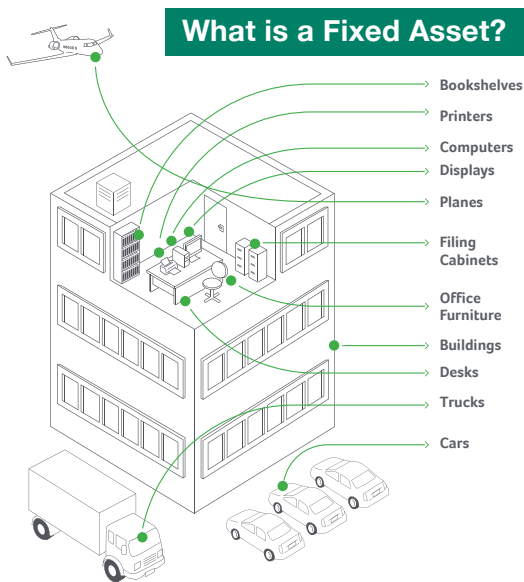 What is a Fixed Asset?
Bookshelves
Printers
Computers
Displays
Planes
Filing
Cabinets
Office
Furniture
Buildings
Desks
Trucks
Cars